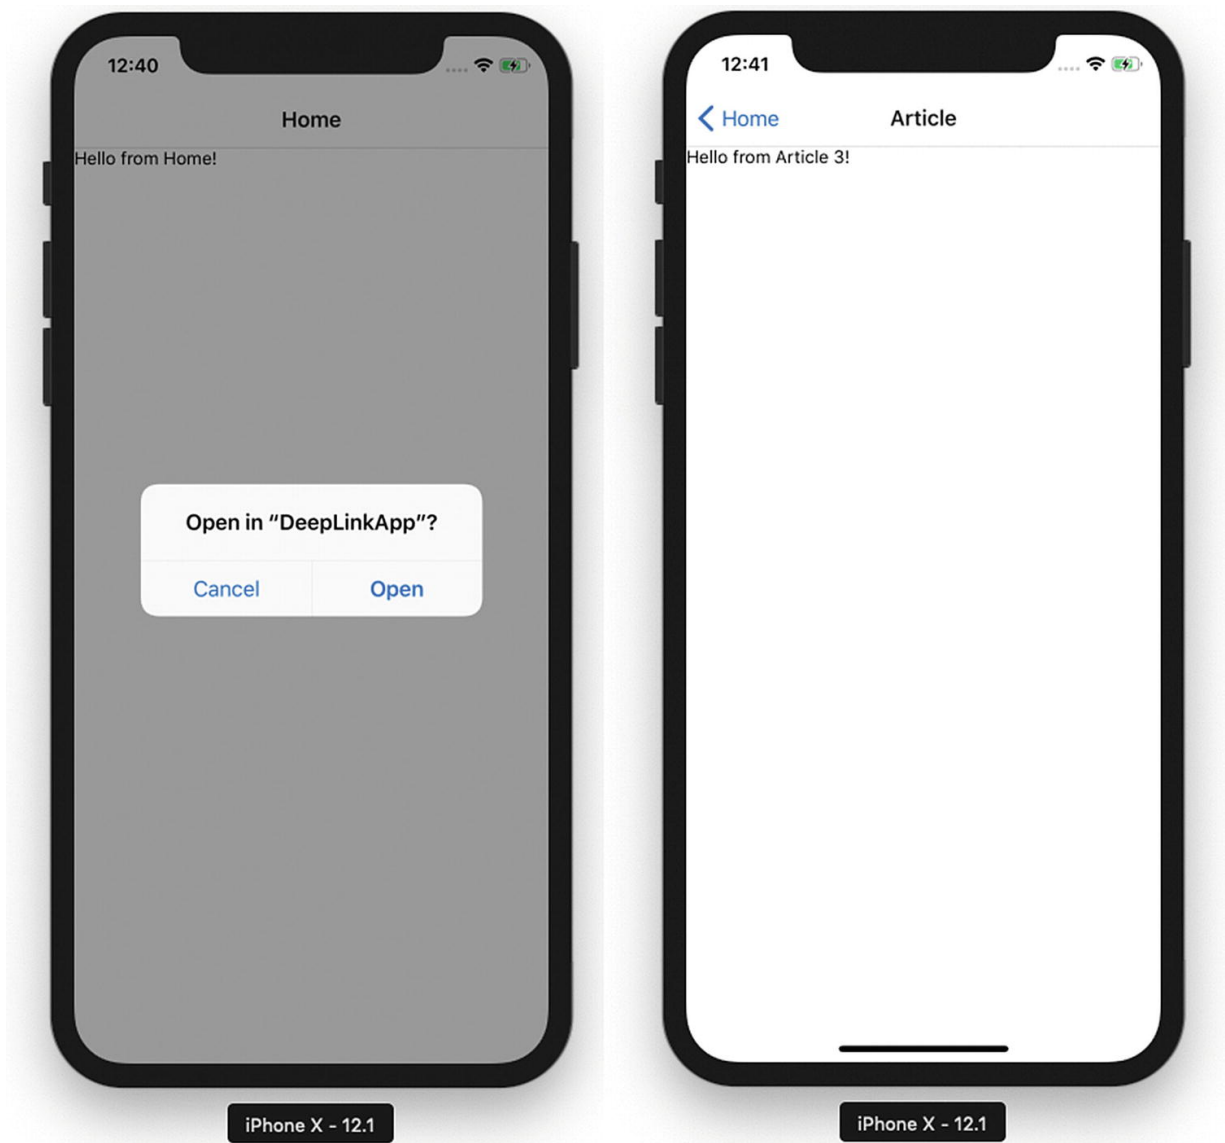 12:40
Home
Hello from Home!
Open in “DeepLinkApp”?
Cancel
Open
iPhone X - 12.1
12:41
Home
Article
Hello from Article 3!
iPhone X - 12.1